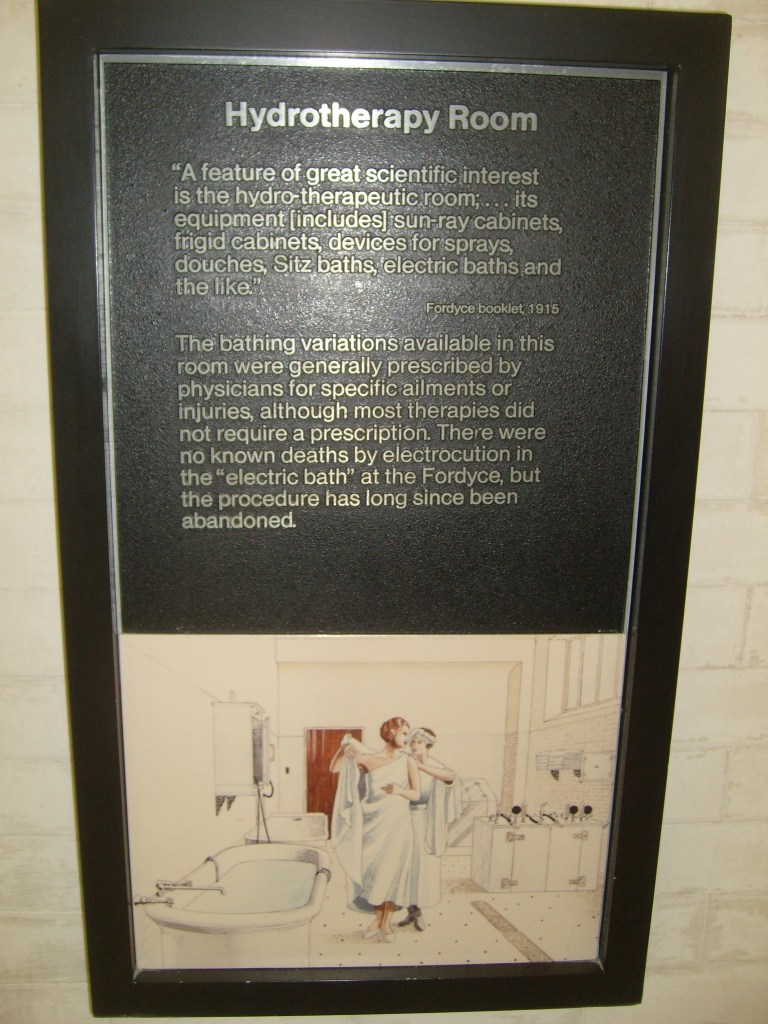 Hydrotherapy Room
"A feature of great scientific interest
is the hydro-therapeutic room; ... its
equipment [includes] sun-ray cabinets,
frigid cabinets, devices for sprays,
douches, Sitz baths, electric baths and
the like."
Fordyce booklet, 1915
The bathing variations available in this
room were generally prescribed by
physicians for specific ailments or
injuries, although most therapies did
not require a prescription. There were
no known deaths by electrocution in
the "electric bath" at the Fordyce, but
the procedure has long since been
abandoned.